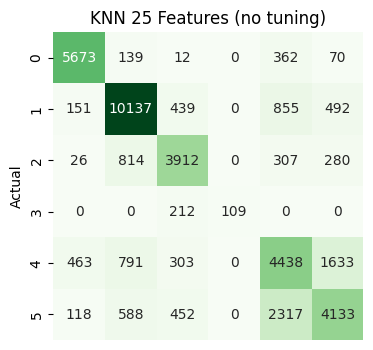 KNN 25 Features (no tuning)
Actual
0 5673 139 12 0 362 70
1 151 10137 439 0 855 492
2 26 814 3912 0 307 280
3 0 0 212 109 0 0
4 463 791 303 0 4438 1633
5 118 588 452 0 2317 4133